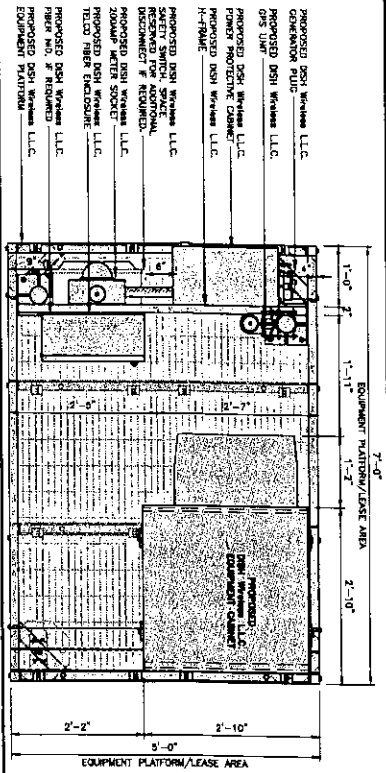 PROPOSED DISH Wireless L.L.C.
GENERATOR PLUG
PROPOSED DISH Wireless L.L.C.
GPS UNIT
PROPOSED DISH Wireless L.L.C.
POWER PROTECTIVE CABINET
PROPOSED DISH Wireless L.L.C.
H-FRAME
PROPOSED DISH Wireless L.L.C.
SAFETY SWITCH, SPACE
RESERVED FOR ADDITIONAL
DISCONNECT IF REQUIRED.
PROPOSED DISH Wireless L.L.C.
200AMP METER SOCKET
PROPOSED DISH Wireless L.L.C.
TELCO FIBER ENCLOSURE
PROPOSED DISH Wireless L.L.C.
FIBER NID IF REQUIRED
PROPOSED DISH Wireless L.L.C.
EQUIPMENT PLATFORM
7'-0"
EQUIPMENT PLATFORM/LEASE AREA
1'-0"
2"
1'-11"
1'-2"
2'-10"
6"
9"
2'-5"
2'-7"
PROPOSED
DISH Wireless L.L.C.
EQUIPMENT CABINET
2'-2"
2'-10"
5'-0"
EQUIPMENT PLATFORM/LEASE AREA